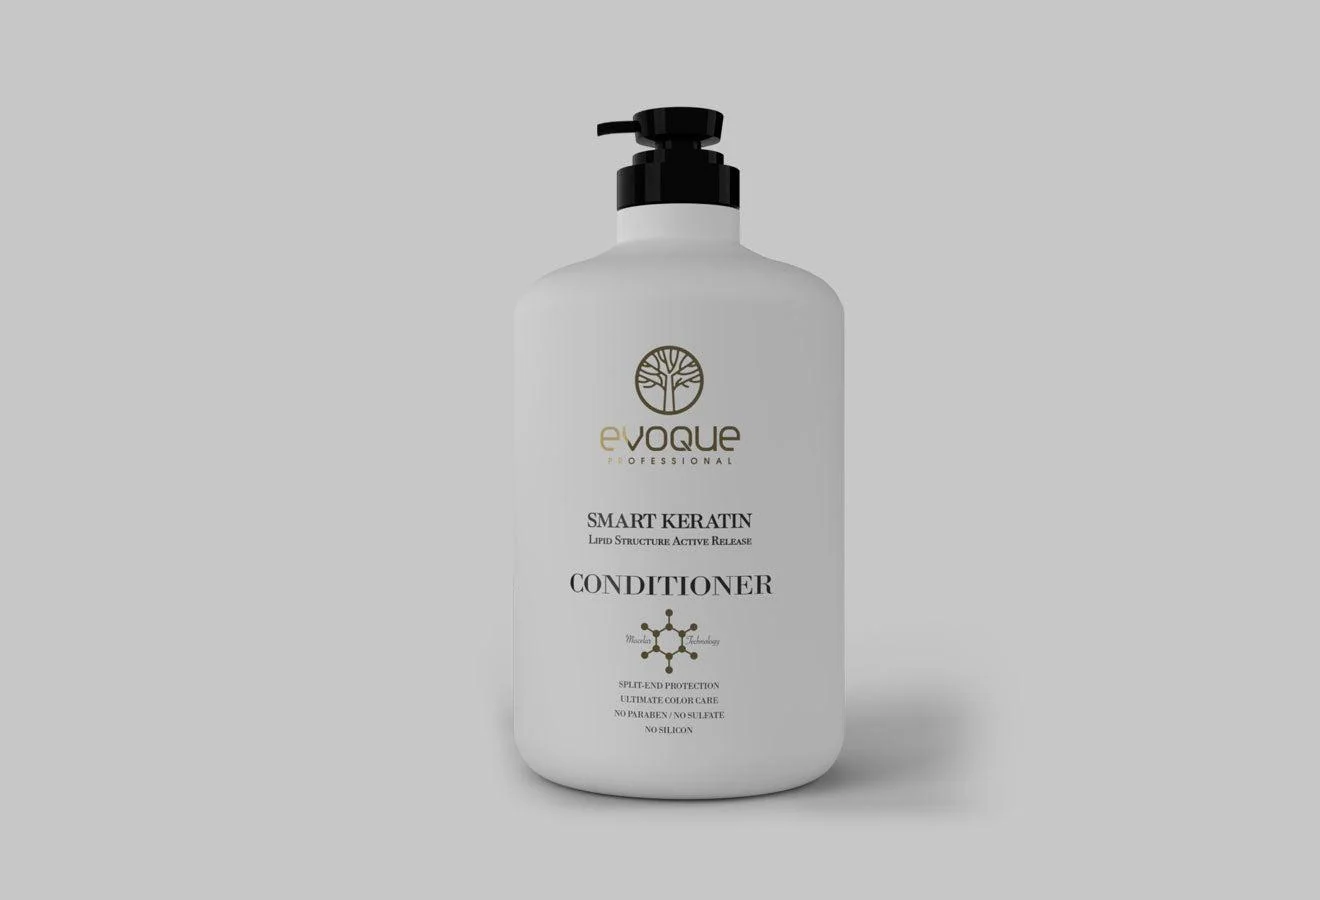 evoque
PROFESSIONAL
SMART KERATIN
Lipid Structure Active Release
CONDITIONER
Macelar Technology
SPLIT-END PROTECTION
ULTIMATE COLOR CARE
NO PARABEN / NO SULFATE
NO SILICON